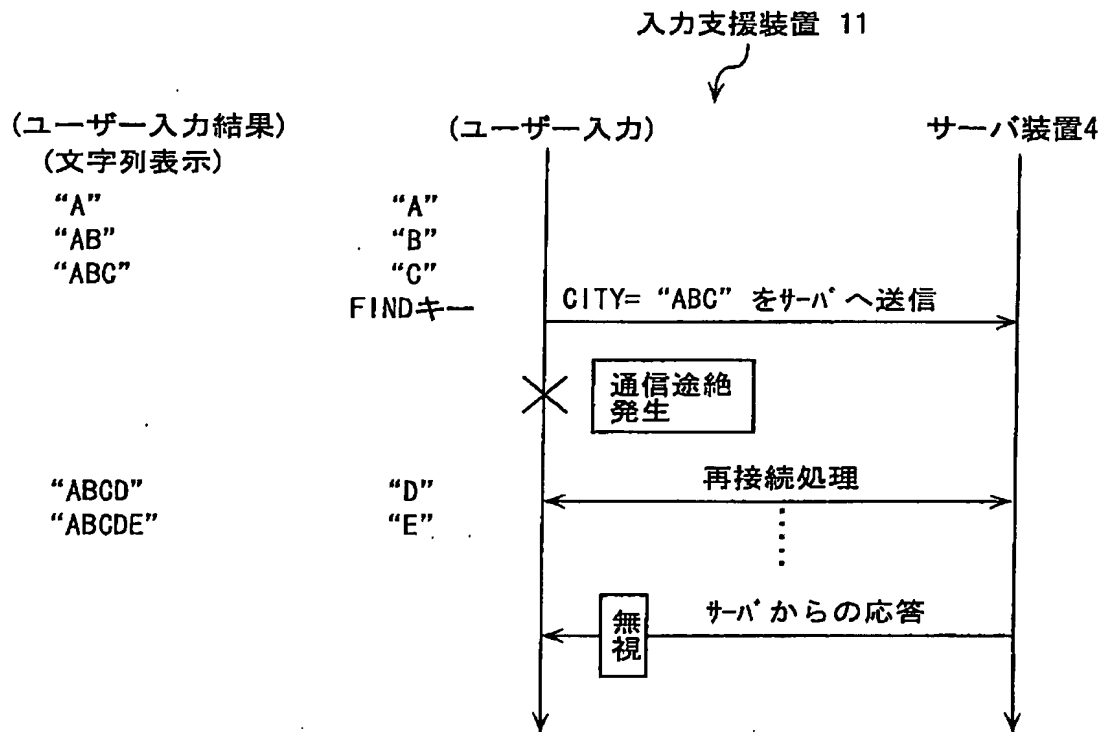 入力支援装置 11
(ユーザー入力結果)
(文字列表示)
(ユーザー入力)
サーバ装置4
“A”
“A”
“AB”
“B”
“ABC”
“C”
FINDキー
CITY= “ABC” をｻｰﾊﾞへ送信
通信途絶
発生
“ABCD”
“D”
再接続処理
“ABCDE”
“E”
ｻｰﾊﾞからの応答
無
視